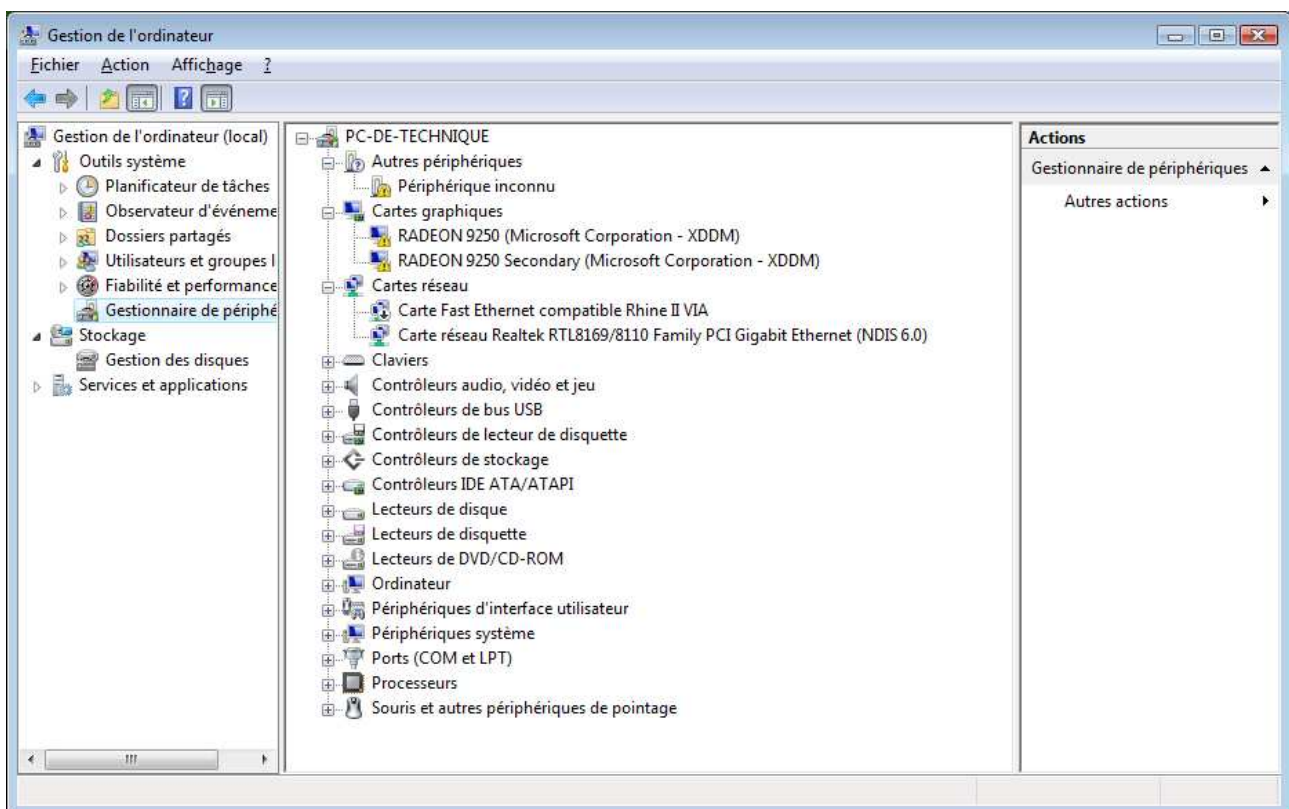 Gestion de l'ordinateur
Fichier Action Affichage ?
Gestion de l'ordinateur (local)
Outils système
Planificateur de tâches
Observateur d'événeme
Dossiers partagés
Utilisateurs et groupes l
Fiabilité et performance
Gestionnaire de périphé
Stockage
Gestion des disques
Services et applications
PC-DE-TECHNIQUE
Autres périphériques
Périphérique inconnu
Cartes graphiques
RADEON 9250 (Microsoft Corporation - XDDM)
RADEON 9250 Secondary (Microsoft Corporation - XDDM)
Cartes réseau
Carte Fast Ethernet compatible Rhine II VIA
Carte réseau Realtek RTL8169/8110 Family PCI Gigabit Ethernet (NDIS 6.0)
Claviers
Contrôleurs audio, vidéo et jeu
Contrôleurs de bus USB
Contrôleurs de lecteur de disquette
Contrôleurs de stockage
Contrôleurs IDE ATA/ATAPI
Lecteurs de disque
Lecteurs de disquette
Lecteurs de DVD/CD-ROM
Ordinateur
Périphériques d'interface utilisateur
Périphériques système
Ports (COM et LPT)
Processeurs
Souris et autres périphériques de pointage
Actions
Gestionnaire de périphériques
Autres actions